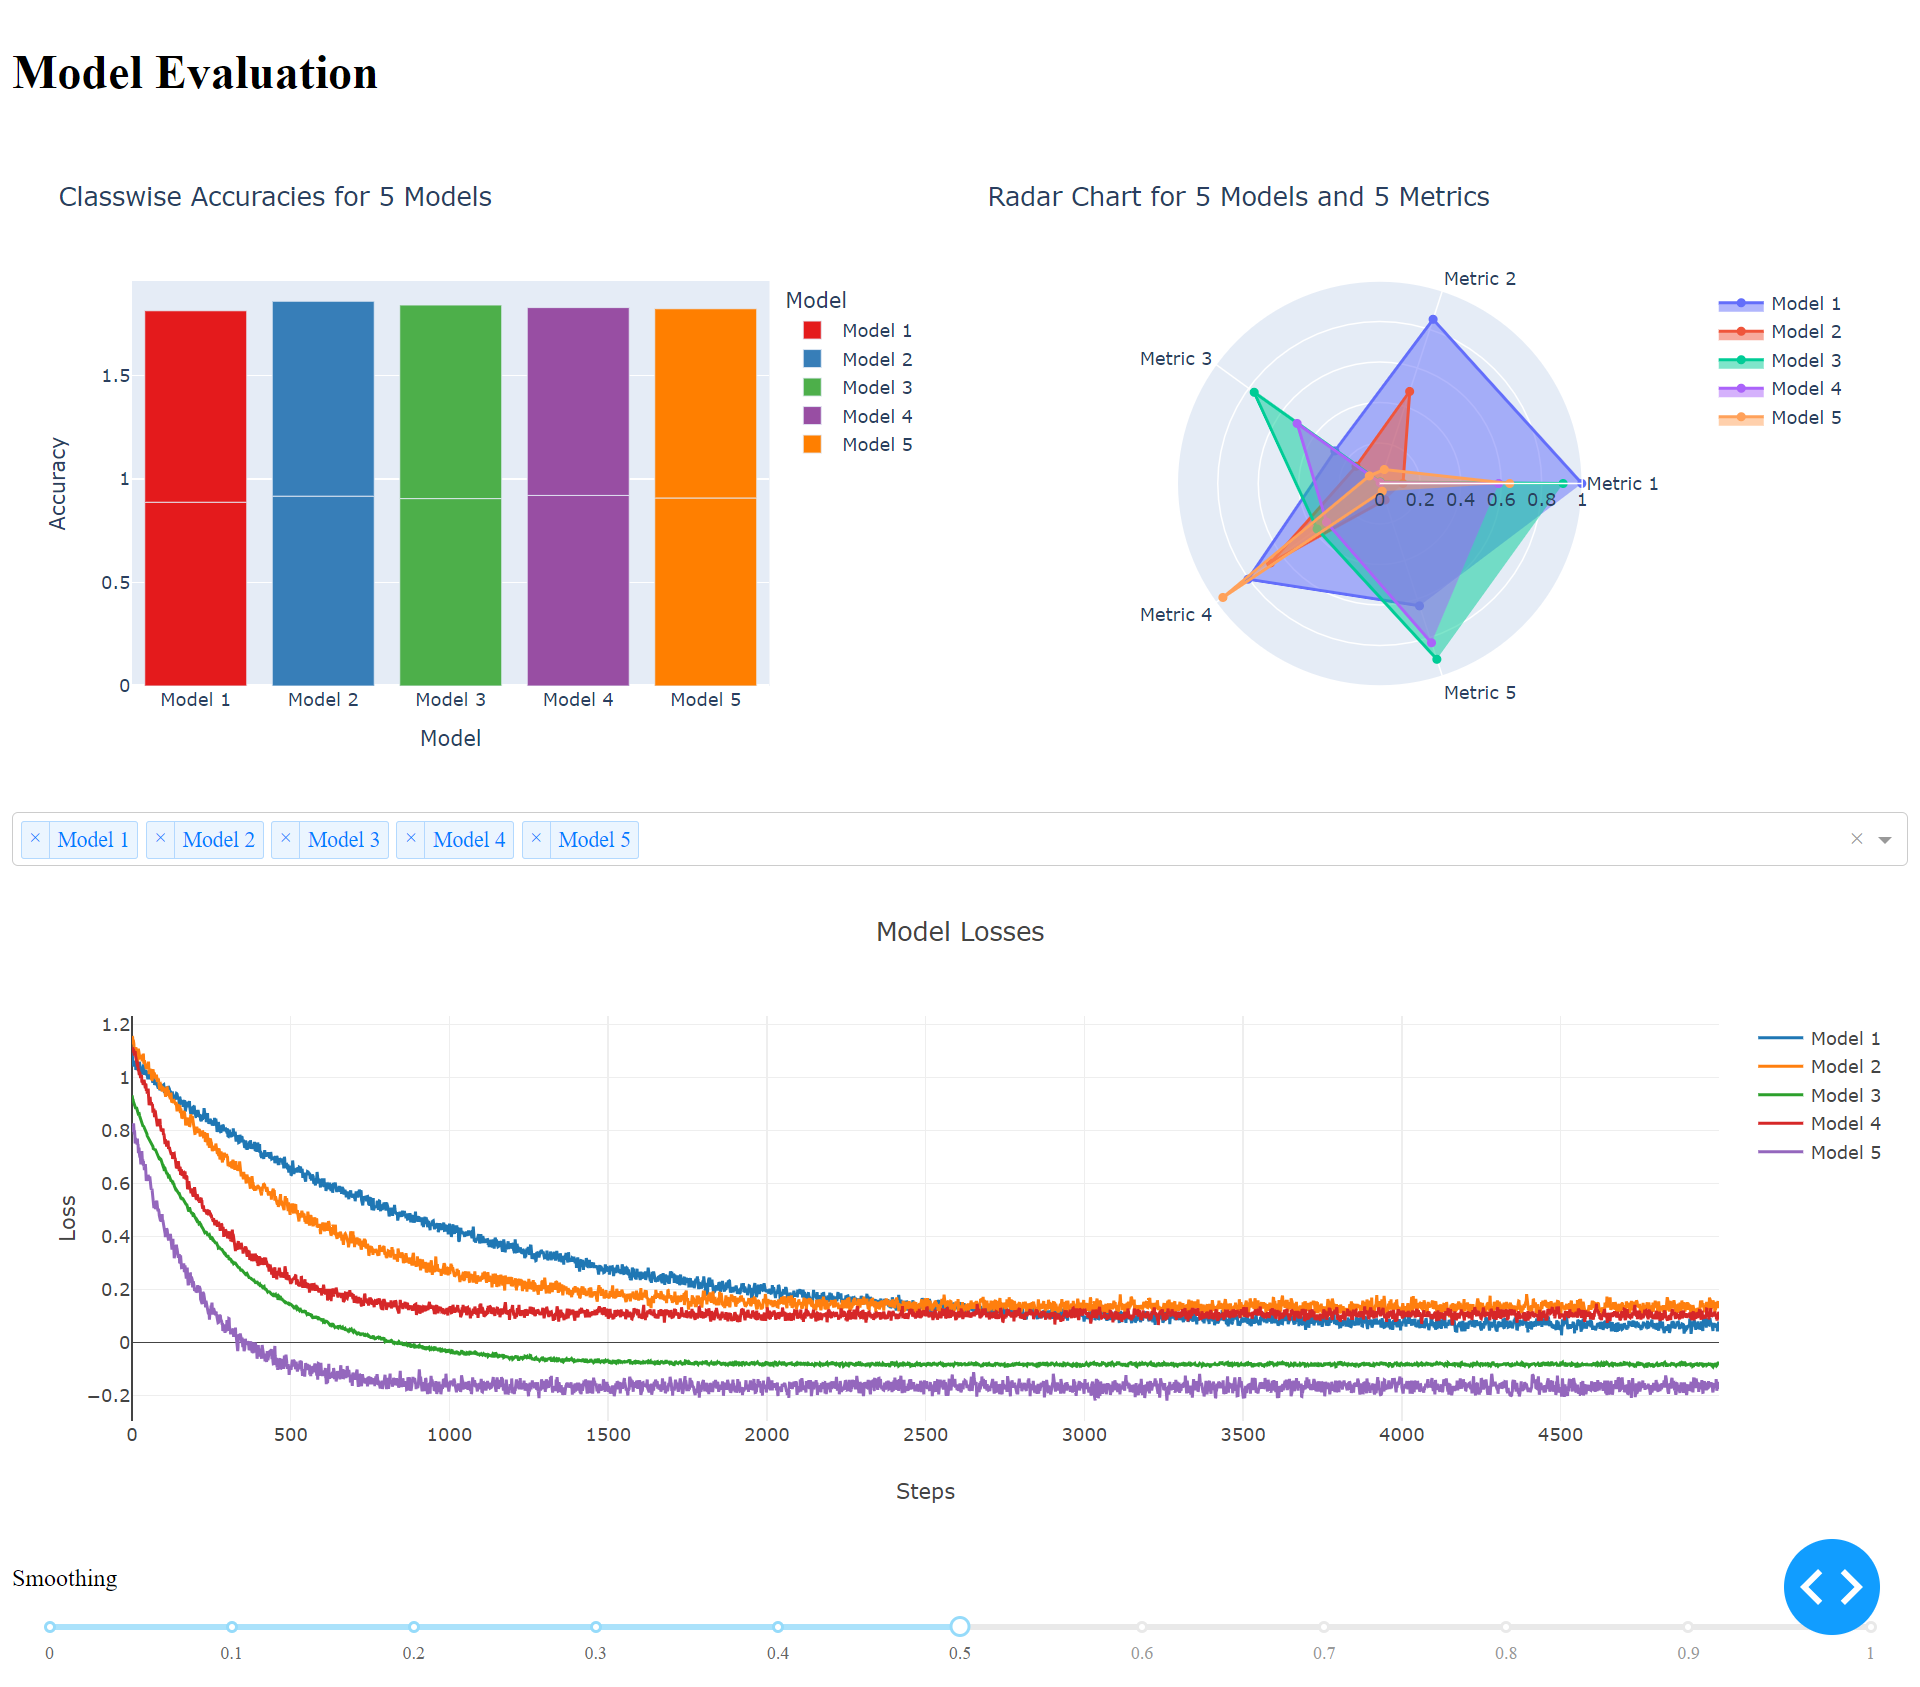 Model Evaluation
Classwise Accuracies for 5 Models
Accuracy
1.5
1
0.5
0
Model 1 Model 2 Model 3 Model 4 Model 5
Model
Model
Model 1
Model 2
Model 3
Model 4
Model 5
Radar Chart for 5 Models and 5 Metrics
Metric 2
Metric 3
Metric 1
0 0.2 0.4 0.6 0.8 1
Metric 4
Metric 5
Model 1
Model 2
Model 3
Model 4
Model 5
× Model 1 × Model 2 × Model 3 × Model 4 × Model 5 ×
Model Losses
Loss
1.2
1
0.8
0.6
0.4
0.2
0
−0.2
0 500 1000 1500 2000 2500 3000 3500 4000 4500
Steps
Model 1
Model 2
Model 3
Model 4
Model 5
Smoothing
0 0.1 0.2 0.3 0.4 0.5 0.6 0.7 0.8 0.9 1